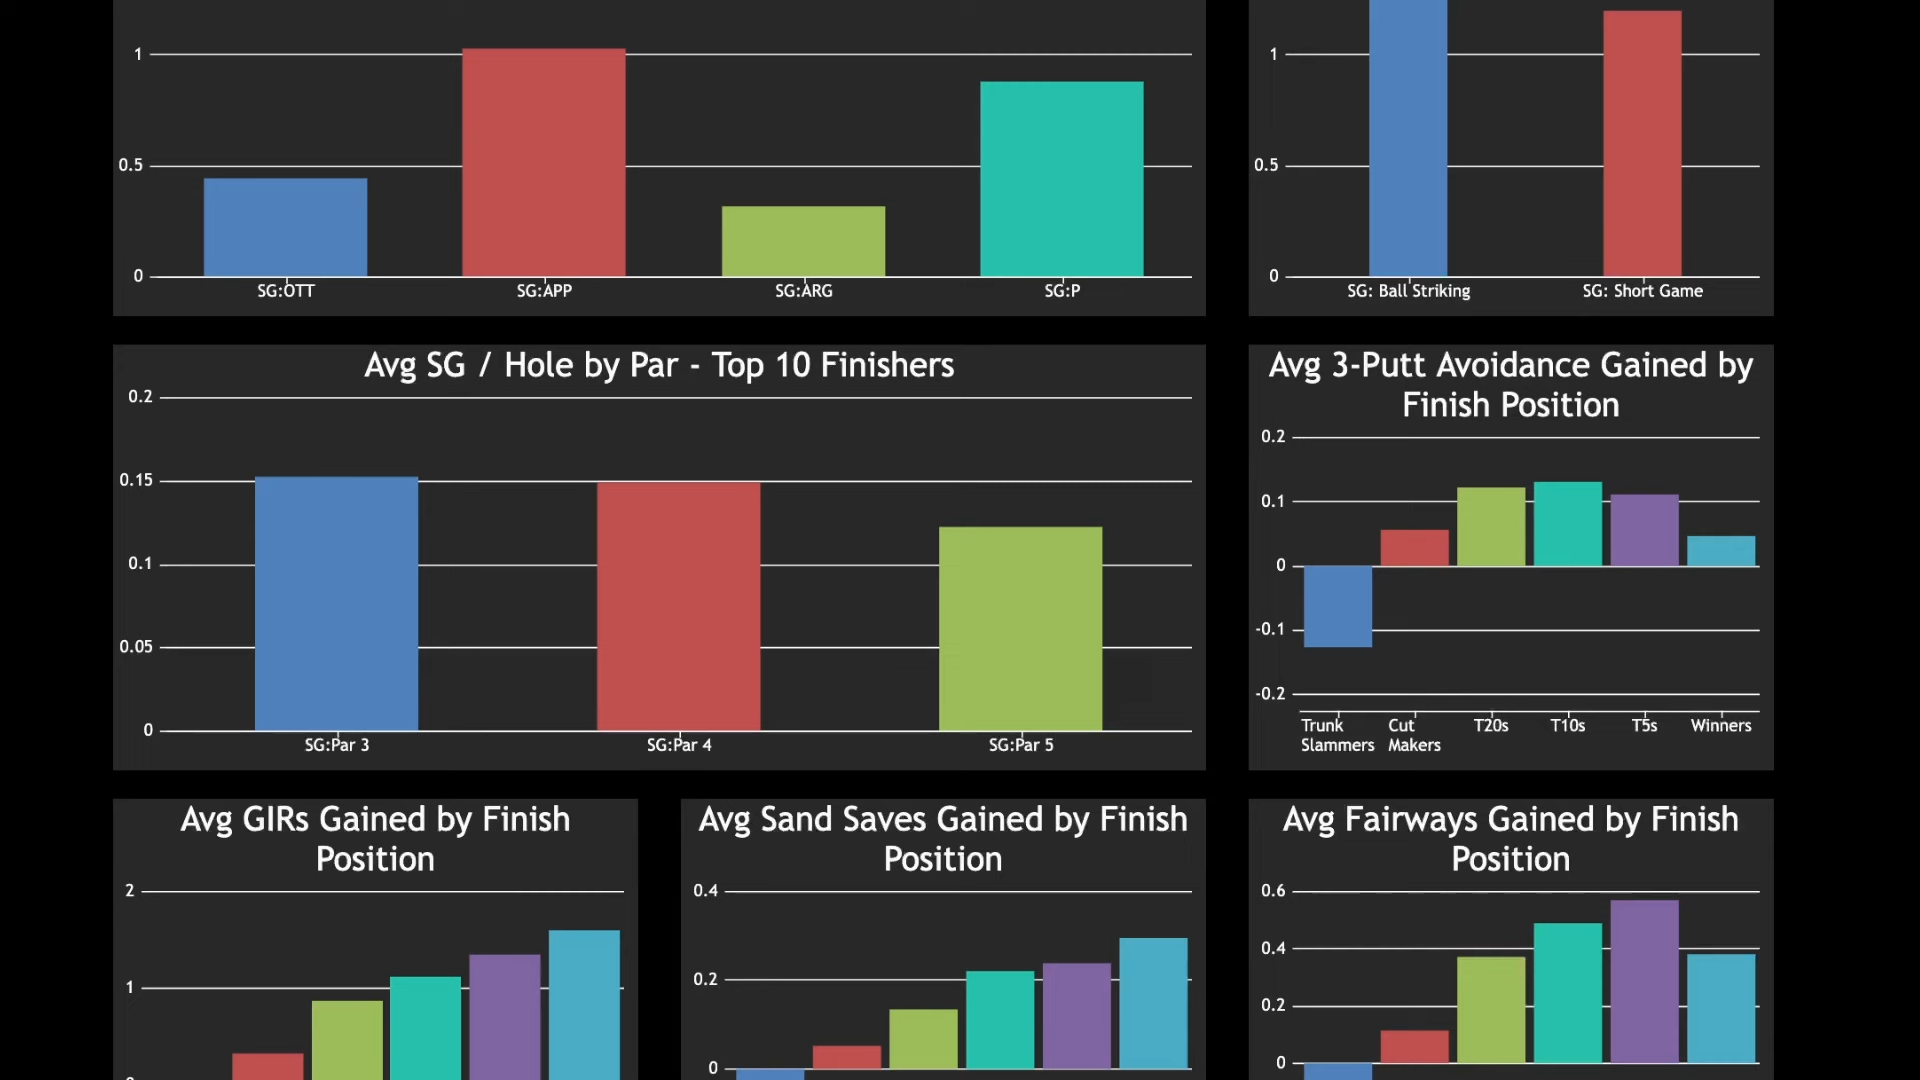 1
0.5
0
SG:OTT
SG:APP
SG:ARG
SG:P
1
0.5
0
SG: Ball Striking
SG: Short Game
Avg SG / Hole by Par - Top 10 Finishers
0.2
0.15
0.1
0.05
0
SG:Par 3
SG:Par 4
SG:Par 5
Avg 3-Putt Avoidance Gained by
Finish Position
0.2
0.1
0
-0.1
-0.2
Trunk
Slammers
Cut
Makers
T20s
T10s
T5s
Winners
Avg GIRs Gained by Finish
Position
2
1
Avg Sand Saves Gained by Finish
Position
0.4
0.2
0
Avg Fairways Gained by Finish
Position
0.6
0.4
0.2
0